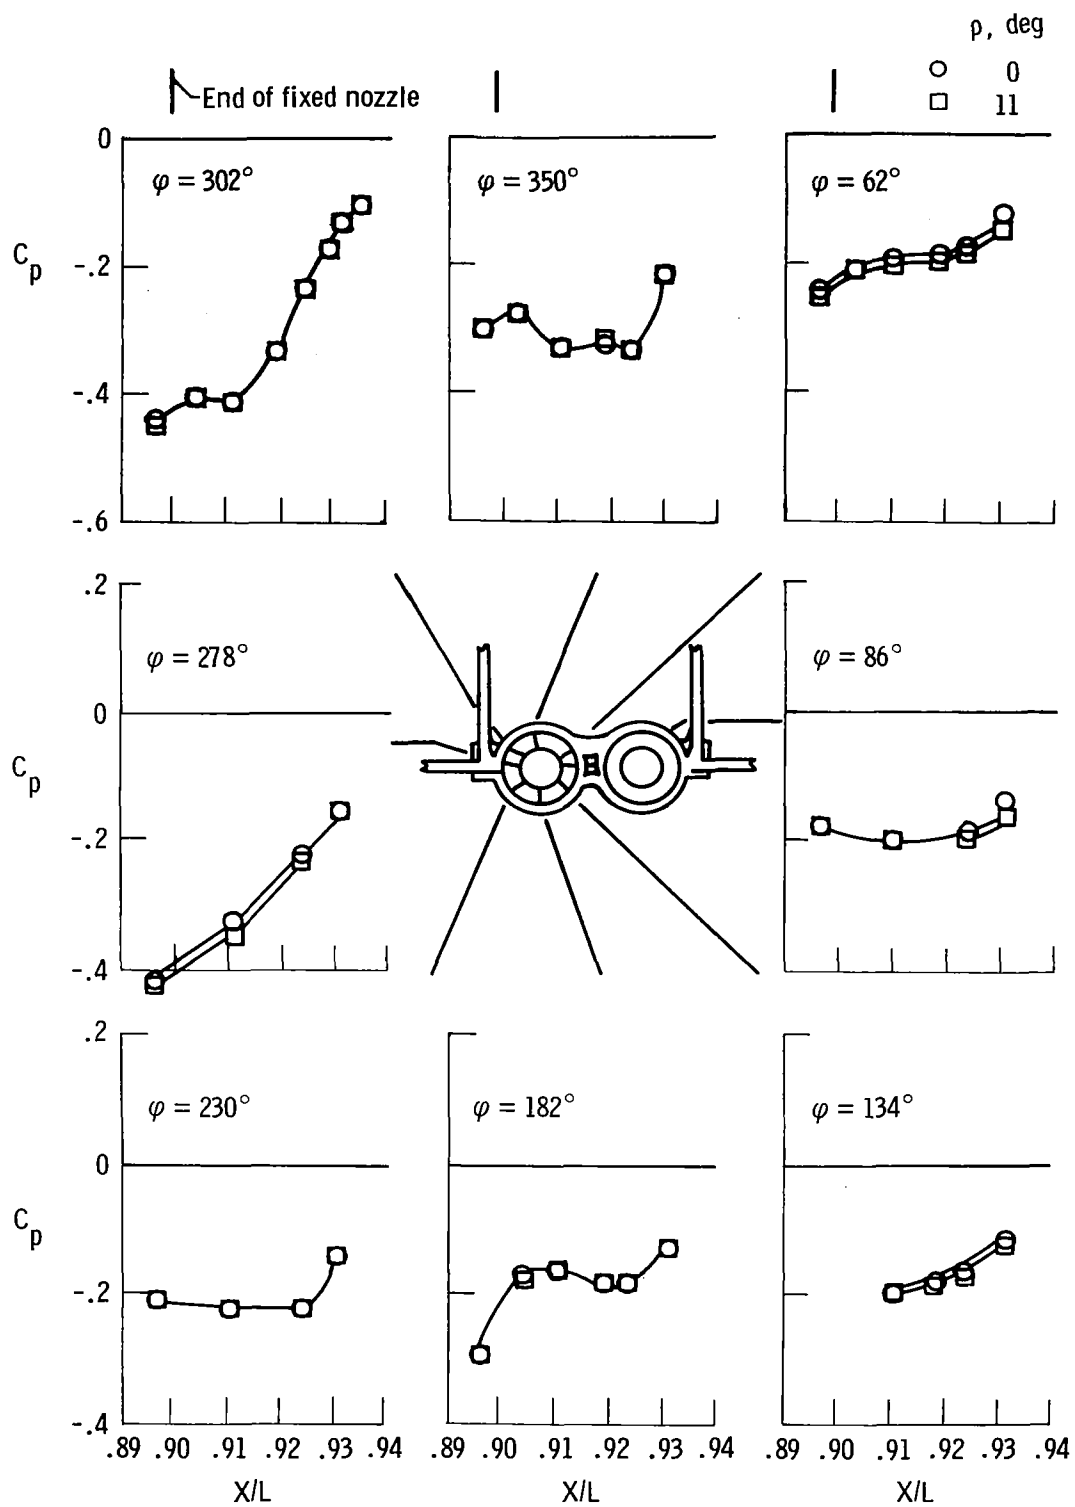 ρ, deg
○ 0
□ 11
End of fixed nozzle
0
-.2
-.4
-.6
C_p
φ = 302°
φ = 350°
φ = 62°
.2
0
-.2
-.4
C_p
φ = 278°
φ = 86°
.2
0
-.2
-.4
C_p
φ = 230°
φ = 182°
φ = 134°
.89 .90 .91 .92 .93 .94
.89 .90 .91 .92 .93 .94
.89 .90 .91 .92 .93 .94
X/L
X/L
X/L